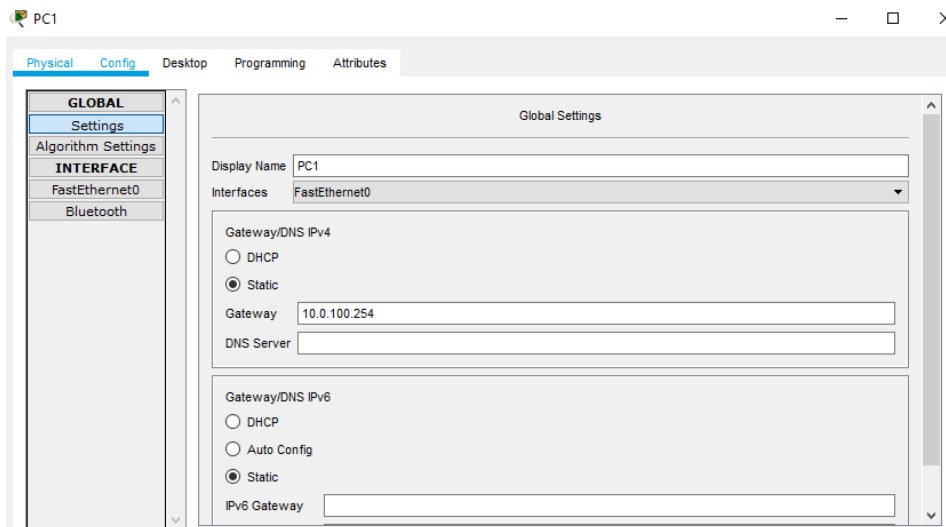 PC1
Physical Config Desktop Programming Attributes
GLOBAL
Settings
Algorithm Settings
INTERFACE
FastEthernet0
Bluetooth
Global Settings
Display Name PC1
Interfaces FastEthernet0
Gateway/DNS IPv4
DHCP
Static
Gateway 10.0.100.254
DNS Server
Gateway/DNS IPv6
DHCP
Auto Config
Static
IPv6 Gateway